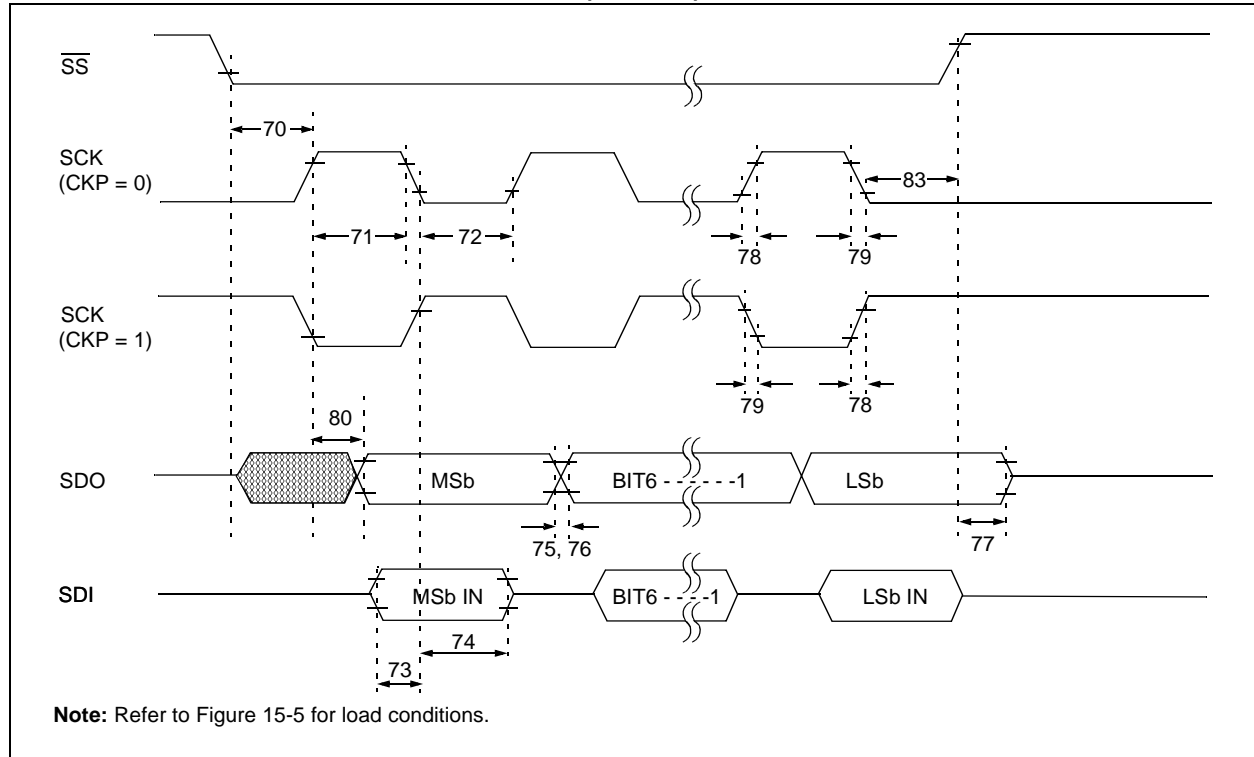 SS
70
SCK
(CKP = 0)
83
71
72
78
79
SCK
(CKP = 1)
79
78
80
SDO
MSb
BIT6 - - - - - - -1
LSb
75, 76
77
SDI
MSb IN
BIT6 - - - - -1
LSb IN
74
73
Note: Refer to Figure 15-5 for load conditions.